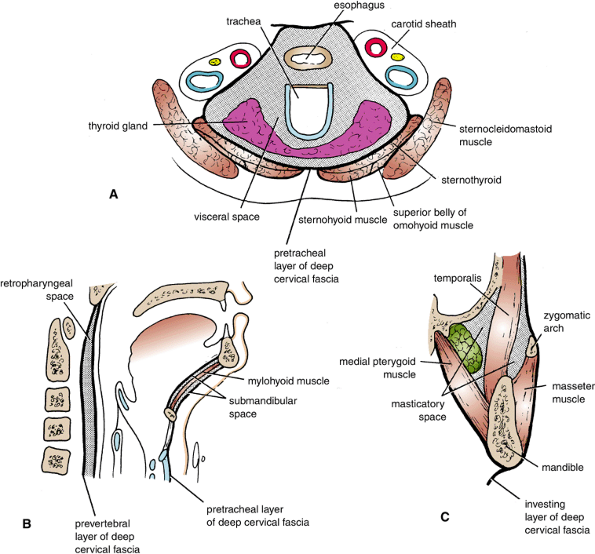 esophagus
trachea
carotid sheath
thyroid gland
sternocleidomastoid
muscle
sternothyroid
A
visceral space
sternohyoid muscle
superior belly of
omohyoid muscle
pretracheal
layer of deep
cervical fascia
retropharyngeal
space
mylohyoid muscle
submandibular
space
B
prevertebral
layer of deep
cervical fascia
pretracheal layer
of deep cervical fascia
temporalis
zygomatic
arch
medial pterygoid
muscle
masticatory
space
masseter
muscle
mandible
C
investing
layer of deep
cervical fascia